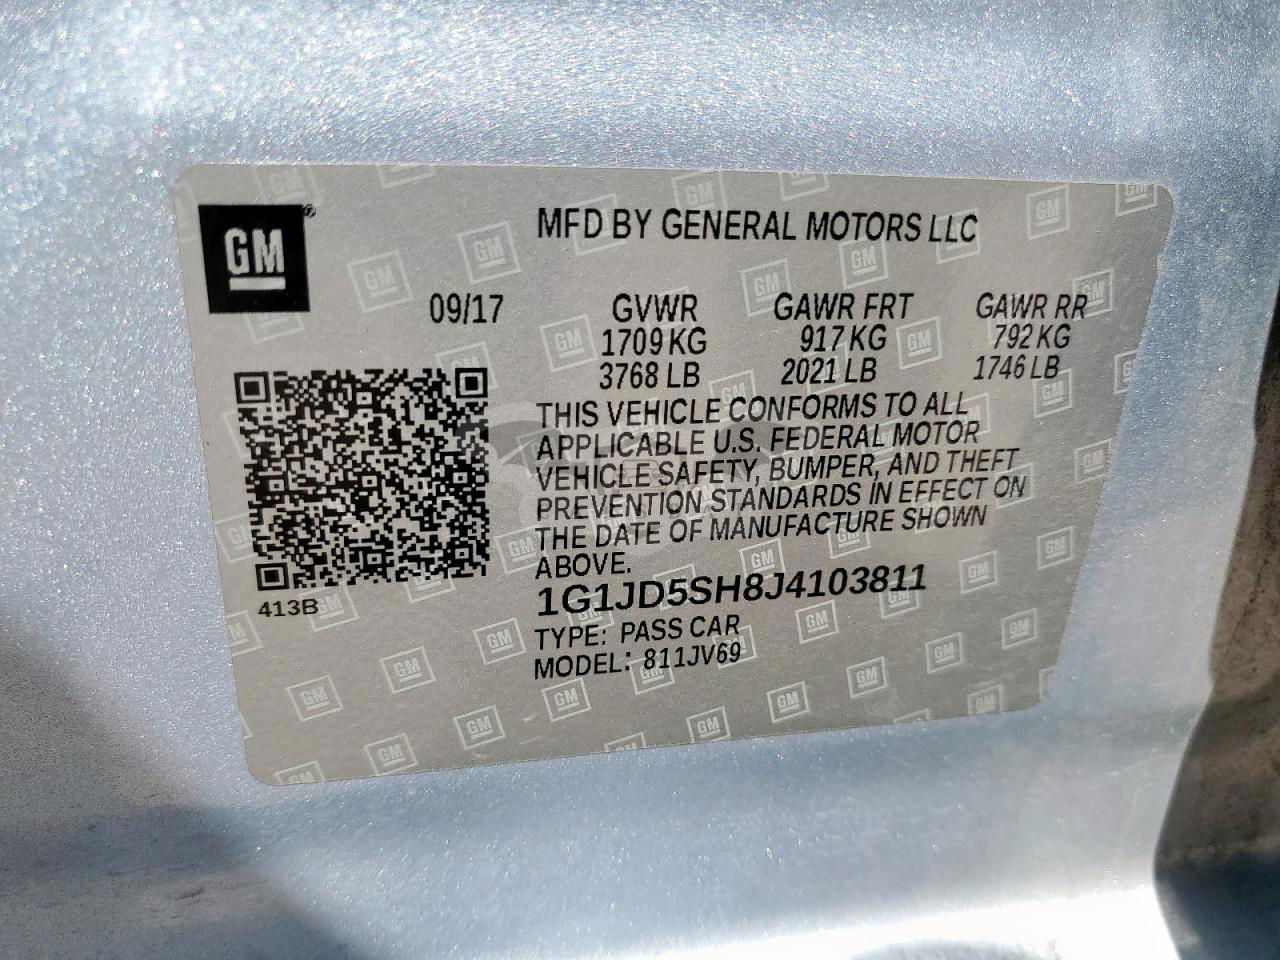 GM®
MFD BY GENERAL MOTORS LLC
09/17 GVWR GAWR FRT GAWR RR
1709 KG 917 KG 792 KG
3768 LB 2021 LB 1746 LB
THIS VEHICLE CONFORMS TO ALL
APPLICABLE U.S. FEDERAL MOTOR
VEHICLE SAFETY, BUMPER, AND THEFT
PREVENTION STANDARDS IN EFFECT ON
THE DATE OF MANUFACTURE SHOWN
ABOVE.
413B
1G1JD5SH8J4103811
TYPE: PASS CAR
MODEL: 811JV69